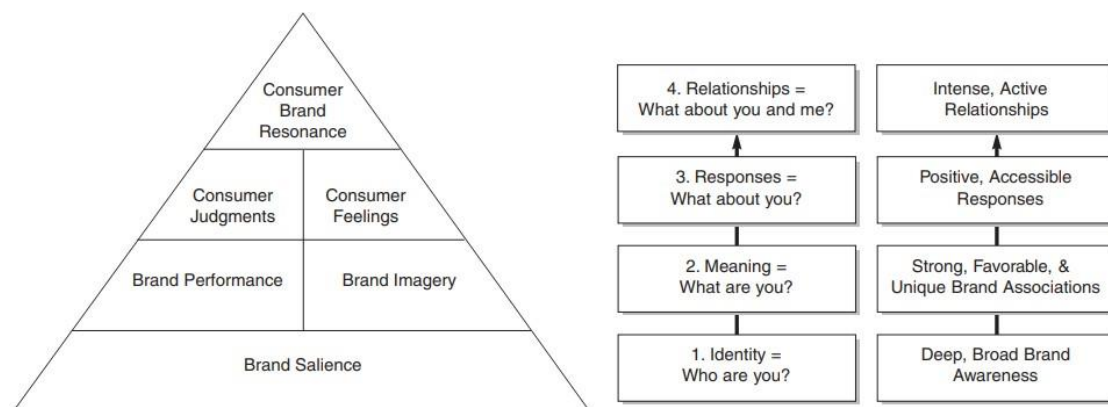 Consumer
Brand
Resonance
Consumer
Judgments
Consumer
Feelings
Brand Performance
Brand Imagery
Brand Salience
4. Relationships =
What about you and me?
3. Responses =
What about you?
2. Meaning =
What are you?
1. Identity =
Who are you?
Intense, Active
Relationships
Positive, Accessible
Responses
Strong, Favorable, &
Unique Brand Associations
Deep, Broad Brand
Awareness